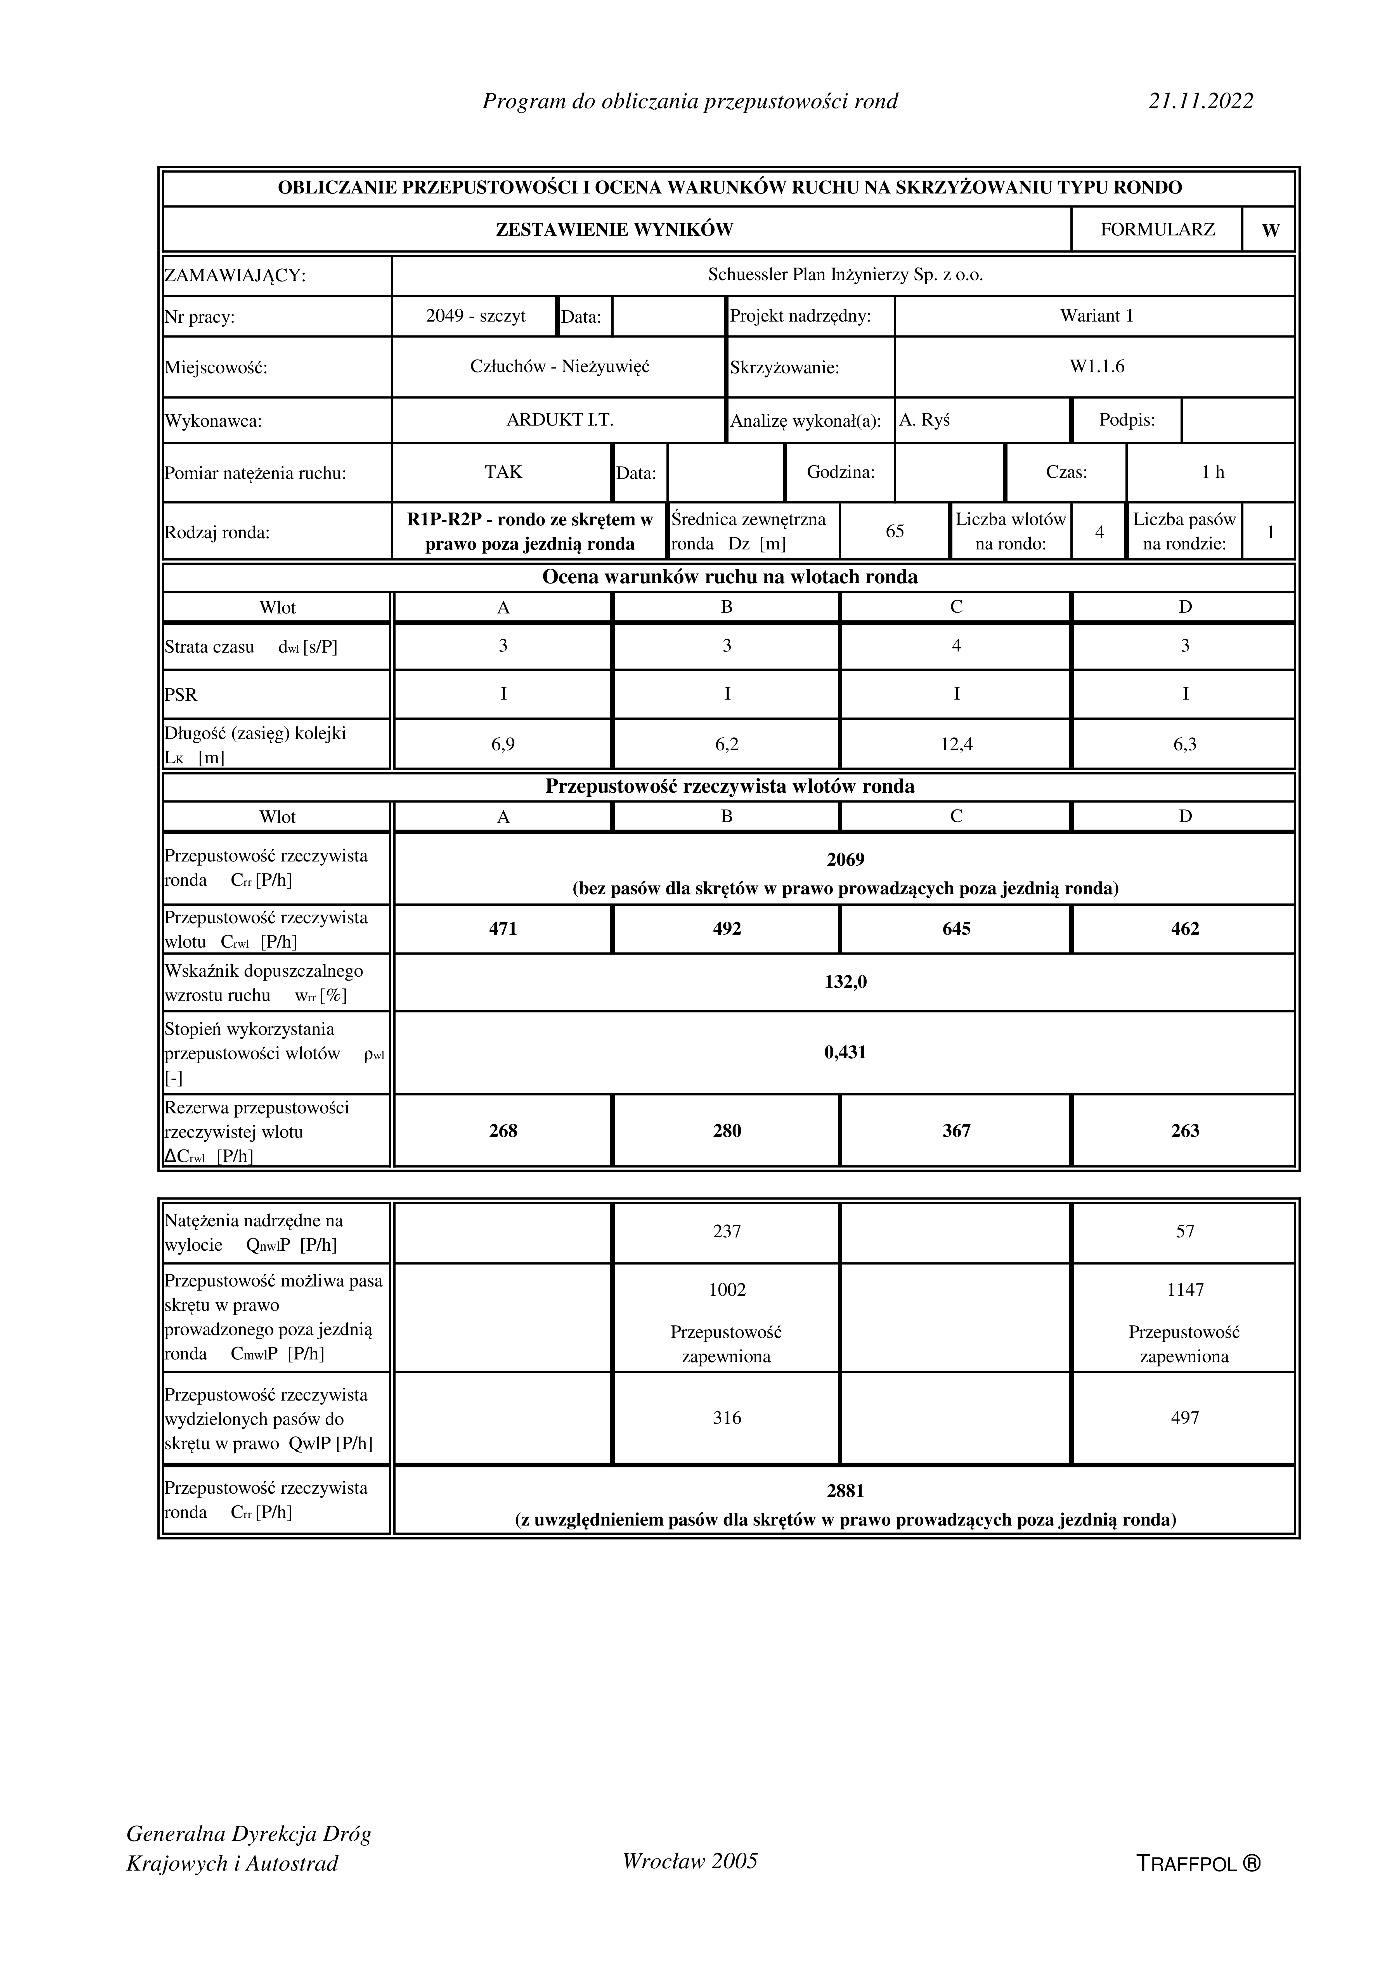 Program do obliczania przepustowości rond 21.11.2022
OBLICZANIE PRZEPUSTOWOŚCI I OCENA WARUNKÓW RUCHU NA SKRZYŻOWANIU TYPU RONDO
ZESTAWIENIE WYNIKÓW FORMULARZ W
ZAMAWIAJĄCY: Schuessler Plan Inżynierzy Sp. z o.o.
Nr pracy: 2049 - szczyt Data: Projekt nadrzędny: Wariant 1
Miejscowość: Człuchów - Nieżyuwięć Skrzyżowanie: W1.1.6
Wykonawca: ARDUKT I.T. Analizę wykonał(a): A. Ryś Podpis:
Pomiar natężenia ruchu: TAK Data: Godzina: Czas: 1 h
Rodzaj ronda: R1P-R2P - rondo ze skrętem w
prawo poza jezdnią ronda
Średnica zewnętrzna
ronda Dz [m]
65
Liczba wlotów
na rondo:
4
Liczba pasów
na rondzie:
1
Ocena warunków ruchu na wlotach ronda
Wlot A B C D
Strata czasu dwl [s/P] 3 3 4 3
PSR I I I I
Długość (zasięg) kolejki
LK [m]
6,9 6,2 12,4 6,3
Przepustowość rzeczywista wlotów ronda
Wlot A B C D
Przepustowość rzeczywista
ronda Crr [P/h]
2069
(bez pasów dla skrętów w prawo prowadzących poza jezdnią ronda)
Przepustowość rzeczywista
wlotu Crwl [P/h]
471 492 645 462
Wskaźnik dopuszczalnego
wzrostu ruchu wrr [%]
132,0
Stopień wykorzystania
przepustowości wlotów ρwl
[-]
0,431
Rezerwa przepustowości
rzeczywistej wlotu
ΔCrwl [P/h]
268 280 367 263
Natężenia nadrzędne na
wylocie QnwlP [P/h]
237 57
Przepustowość możliwa pasa
skrętu w prawo
prowadzonego poza jezdnią
ronda CmwlP [P/h]
1002 1147
Przepustowość Przepustowość
zapewniona zapewniona
Przepustowość rzeczywista
wydzielonych pasów do
skrętu w prawo QwlP [P/h]
316 497
Przepustowość rzeczywista
ronda Crr [P/h]
2881
(z uwzględnieniem pasów dla skrętów w prawo prowadzących poza jezdnią ronda)
Generalna Dyrekcja Dróg
Krajowych i Autostrad
Wrocław 2005
TRAFFPOL ®